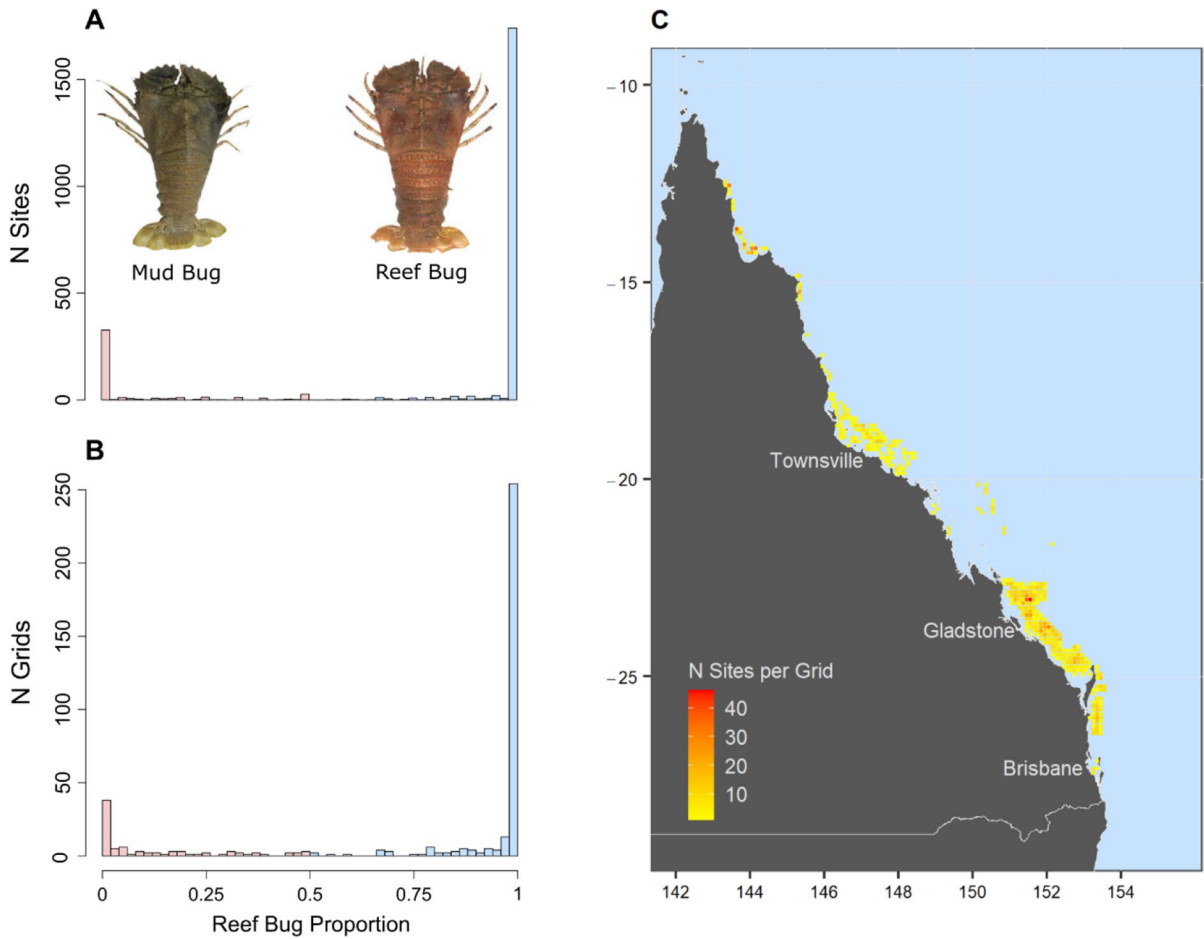 A
N Sites
1500
1000
500
0
Mud Bug
Reef Bug
B
N Grids
250
200
150
100
50
0
0
0.25
0.5
0.75
1
Reef Bug Proportion
C
−10
−15
−20
−25
Townsville
Gladstone
Brisbane
N Sites per Grid
40
30
20
10
142
144
146
148
150
152
154